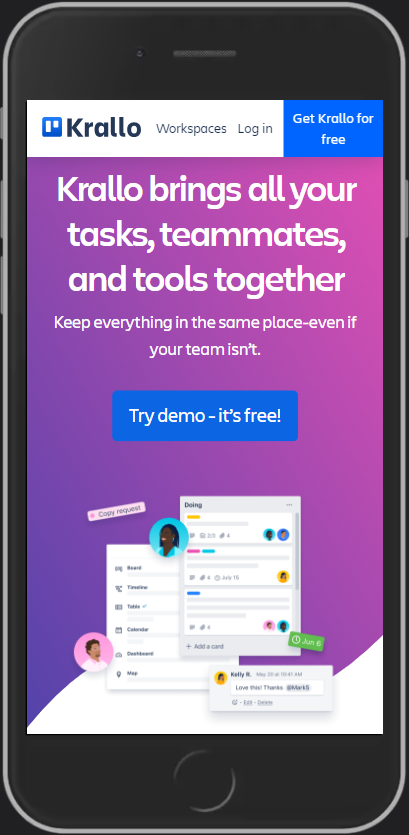 Krallo
Workspaces
Log in
Get Krallo for
free
Krallo brings all your
tasks, teammates,
and tools together
Keep everything in the same place-even if
your team isn't.
Try demo - it's free!
Copy request
Doing
2/3
4
Board
Timeline
Table
Calendar
Dashboard
Map
4
July 15
4
+ Add a card
Jun 6
Kelly R. May 20 at 10:41 AM
Love this! Thanks @MarkS
- Edit - Delete